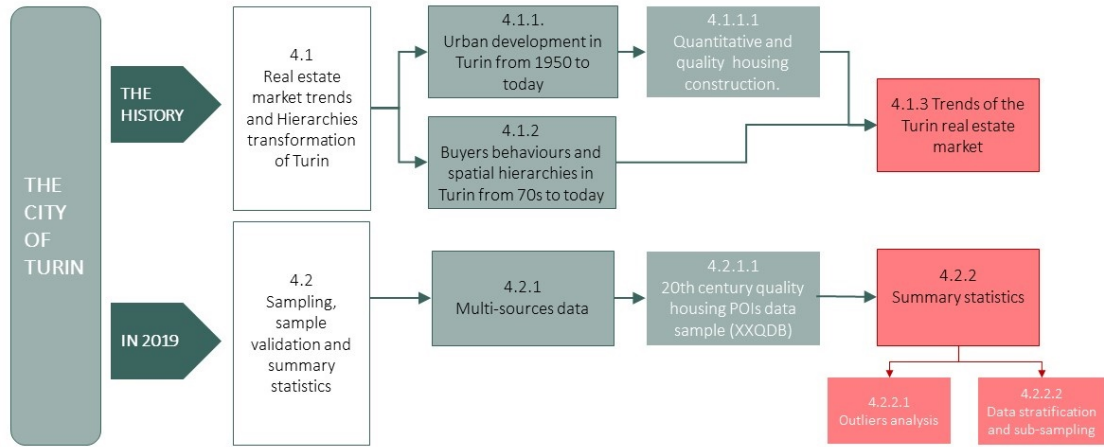 THE
CITY
OF
TURIN
THE
HISTORY
4.1
Real estate
market trends
and Hierarchies
transformation
of Turin
4.1.1.
Urban development in
Turin from 1950 to
today
4.1.1.1
Quantitative and
quality housing
construction.
4.1.2
Buyers behaviours and
spatial hierarchies in
Turin from 70s to today
4.1.3 Trends of the
Turin real estate
market
IN 2019
4.2
Sampling,
sample
validation and
summary
statistics
4.2.1
Multi-sources data
4.2.1.1
20th century quality
housing POIs data
sample (XXQDB)
4.2.2
Summary statistics
4.2.2.1
Outliers analysis
4.2.2.2
Data stratification
and sub-sampling